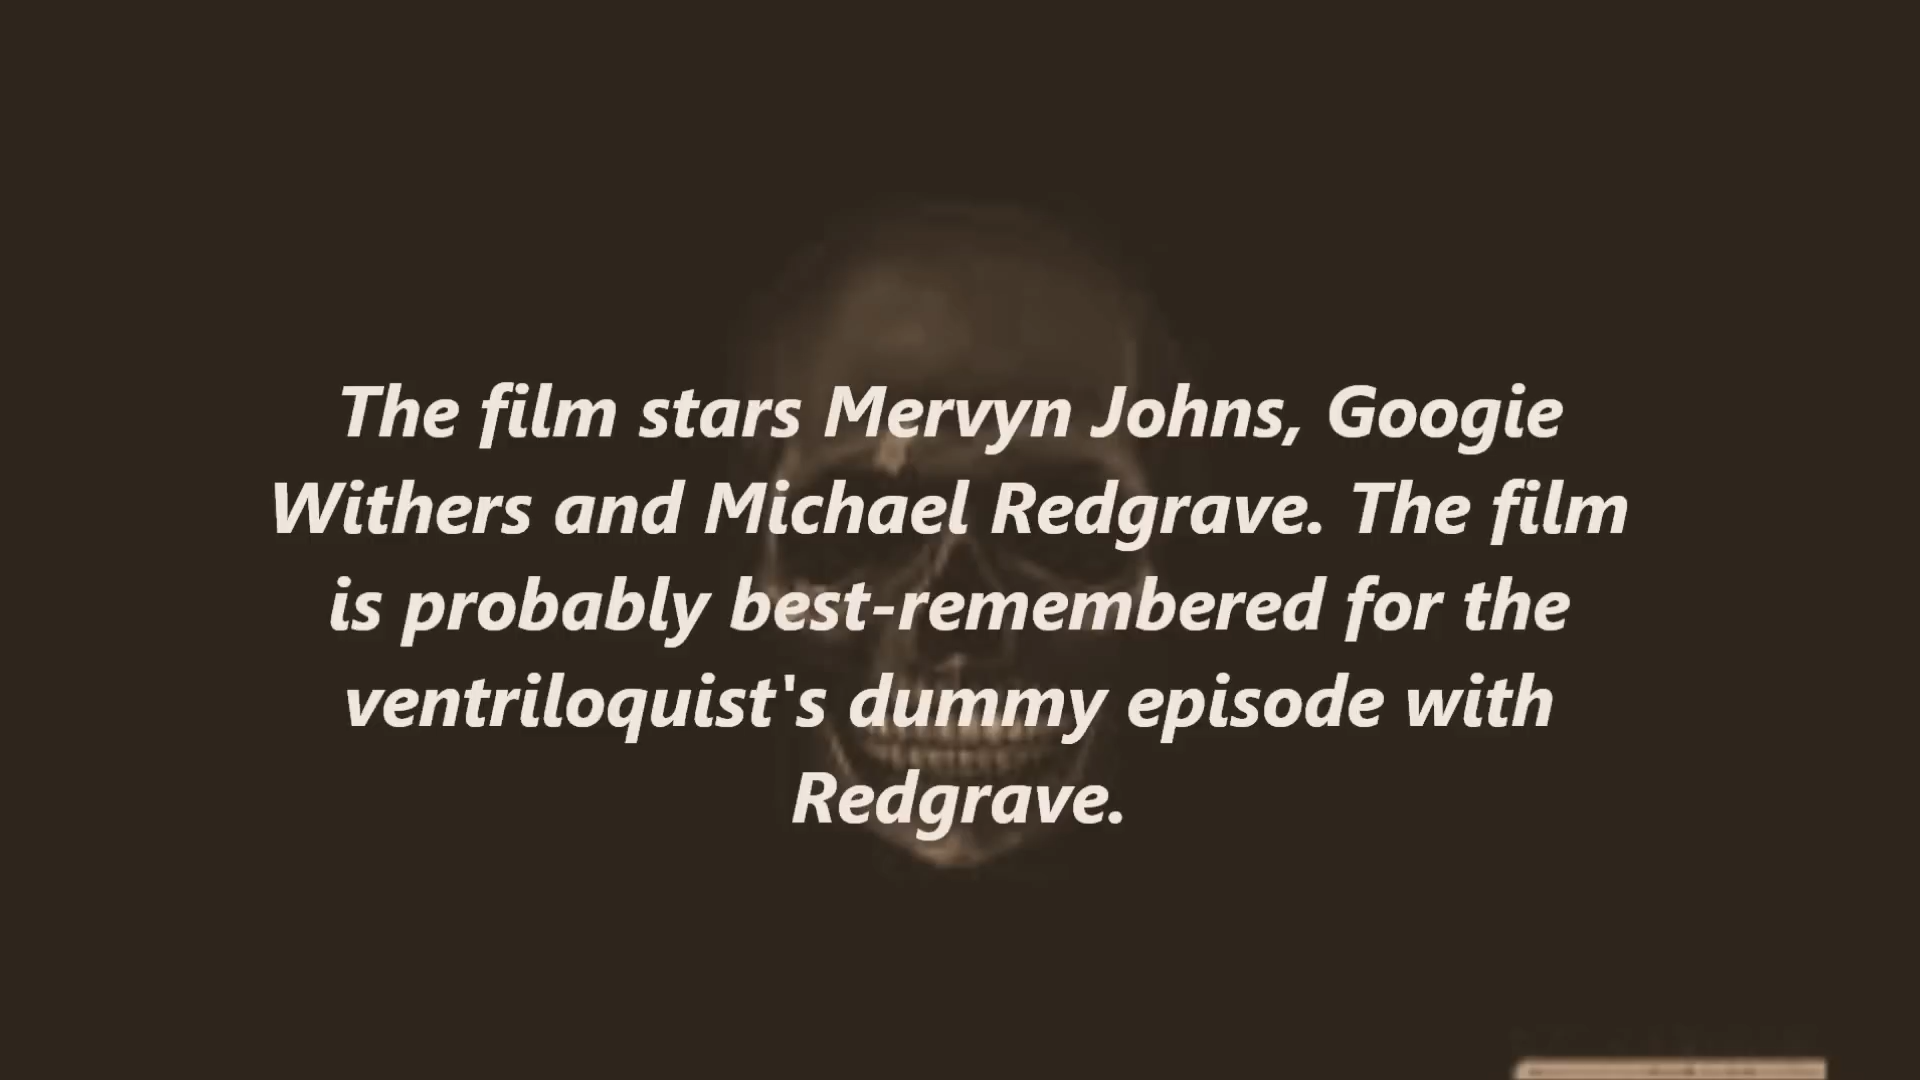 The film stars Mervyn Johns, Googie
Withers and Michael Redgrave. The film
is probably best-remembered for the
ventriloquist's dummy episode with
Redgrave.